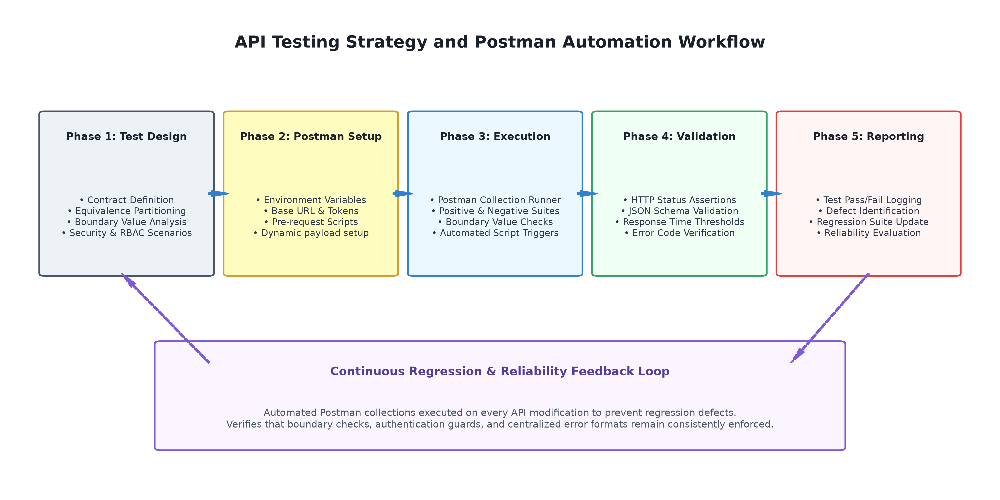 API Testing Strategy and Postman Automation Workflow
Phase 1: Test Design
• Contract Definition
• Equivalence Partitioning
• Boundary Value Analysis
• Security & RBAC Scenarios
Phase 2: Postman Setup
• Environment Variables
• Base URL & Tokens
• Pre-request Scripts
• Dynamic payload setup
Phase 3: Execution
• Postman Collection Runner
• Positive & Negative Suites
• Boundary Value Checks
• Automated Script Triggers
Phase 4: Validation
• HTTP Status Assertions
• JSON Schema Validation
• Response Time Thresholds
• Error Code Verification
Phase 5: Reporting
• Test Pass/Fail Logging
• Defect Identification
• Regression Suite Update
• Reliability Evaluation
Continuous Regression & Reliability Feedback Loop
Automated Postman collections executed on every API modification to prevent regression defects.
Verifies that boundary checks, authentication guards, and centralized error formats remain consistently enforced.